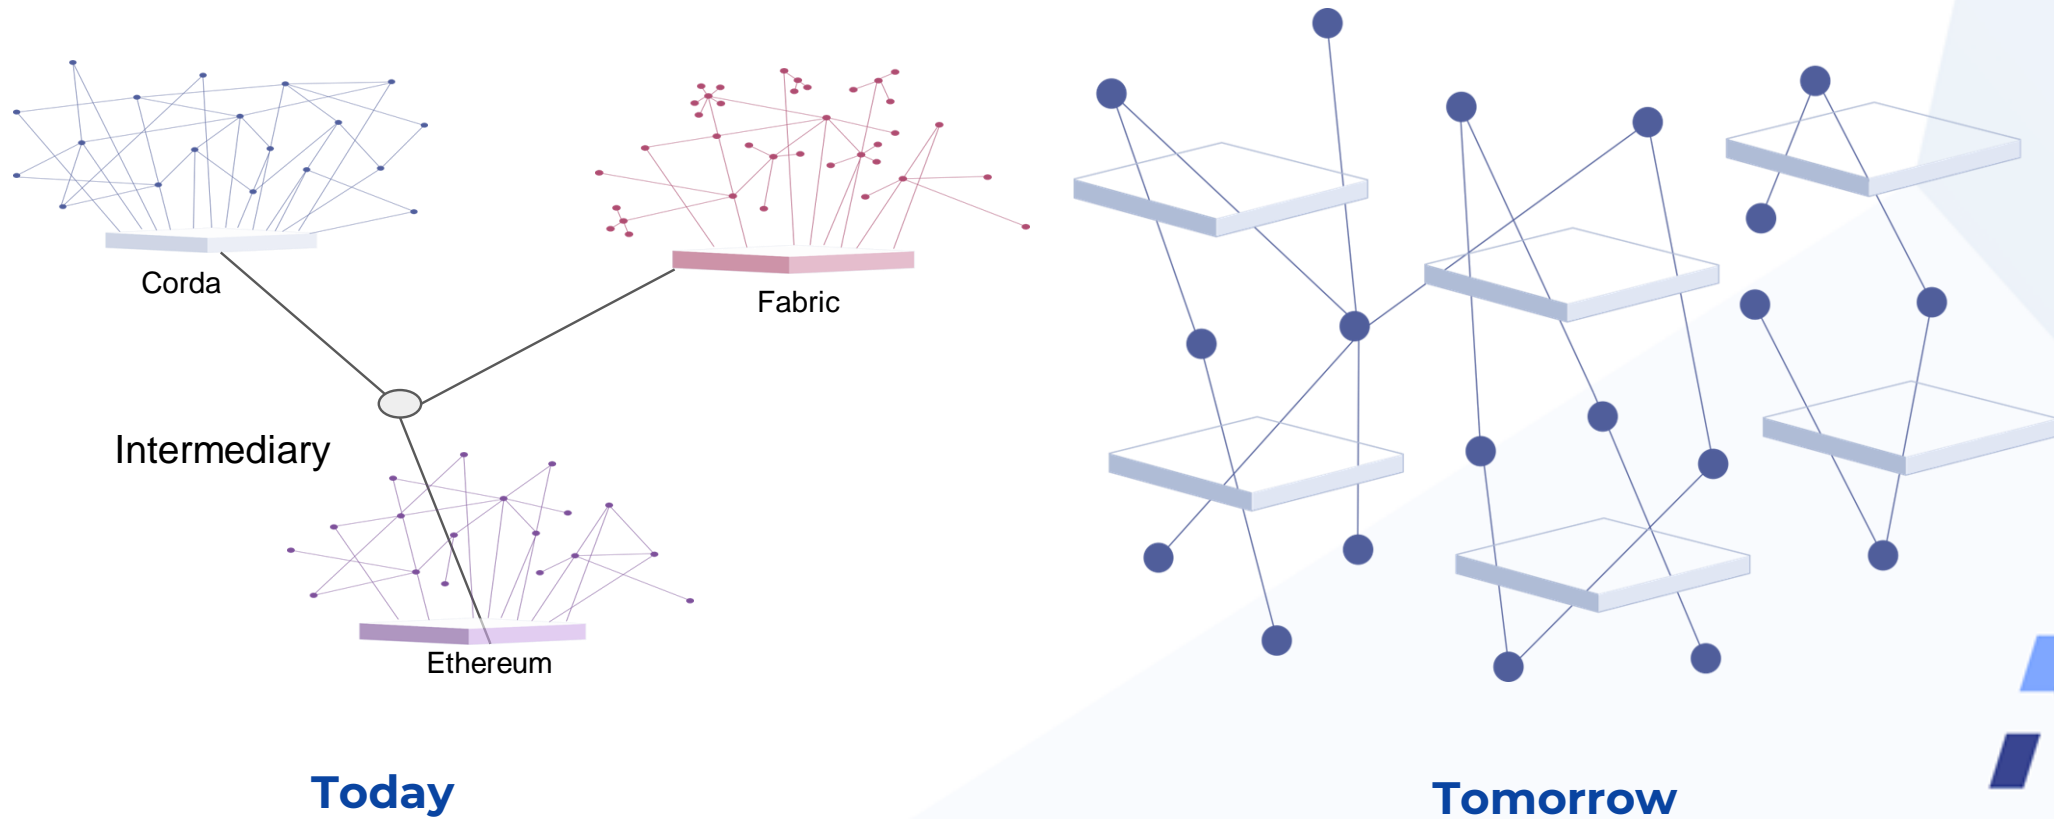 Corda
Fabric
Intermediary
Ethereum
Today
Tomorrow